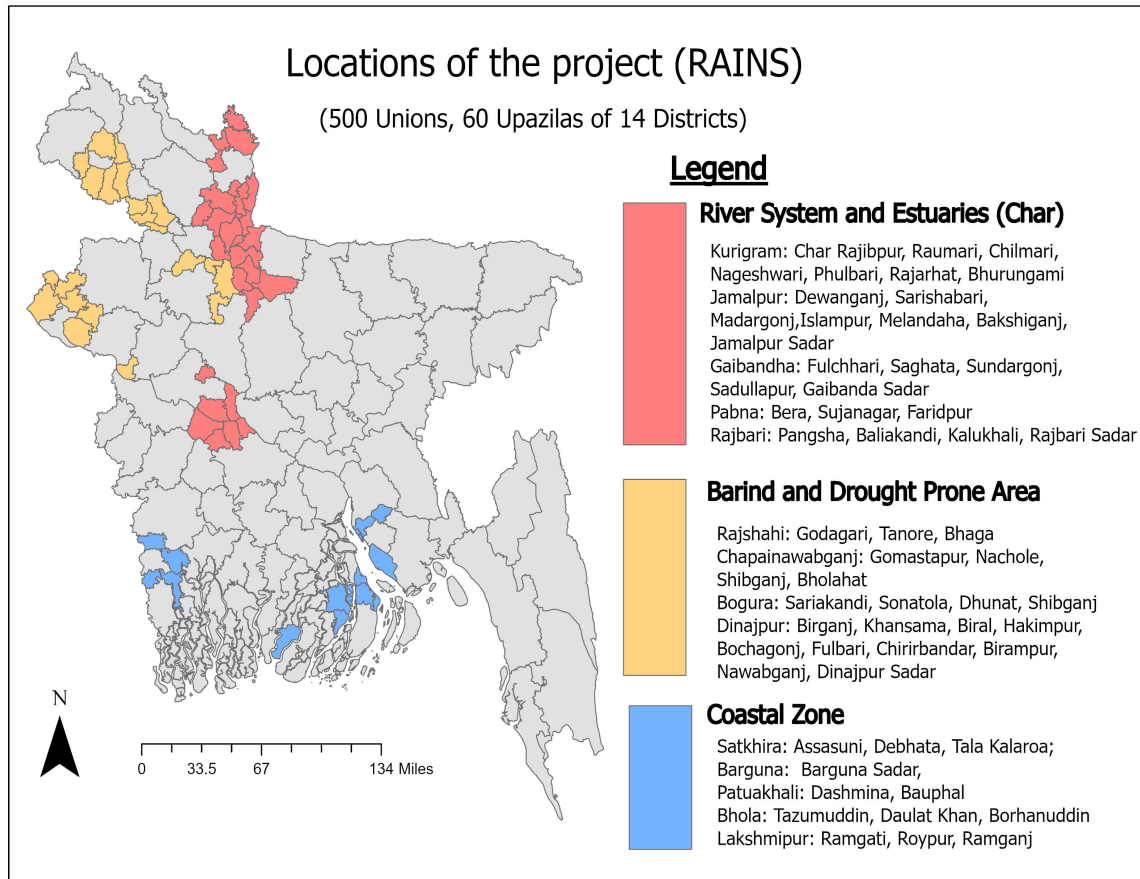 Locations of the project (RAINS)
(500 Unions, 60 Upazilas of 14 Districts)
Legend
River System and Estuaries (Char)
Kurigram: Char Rajibpur, Raumari, Chilmari,
Nageshwari, Phulbari, Rajarhat, Bhurungami
Jamalpur: Dewanganj, Sarishabari,
Madargonj,Islampur, Melandaha, Bakshiganj,
Jamalpur Sadar
Gaibandha: Fulchhari, Saghata, Sundargonj,
Sadullapur, Gaibanda Sadar
Pabna: Bera, Sujanagar, Faridpur
Rajbari: Pangsha, Baliakandi, Kalukhali, Rajbari Sadar
Barind and Drought Prone Area
Rajshahi: Godagari, Tanore, Bhaga
Chapainawabganj: Gomastapur, Nachole,
Shibganj, Bholahat
Bogura: Sariakandi, Sonatola, Dhunat, Shibganj
Dinajpur: Birganj, Khansama, Biral, Hakimpur,
Bochagonj, Fulbari, Chirirbandar, Birampur,
Nawabganj, Dinajpur Sadar
Coastal Zone
Satkhira: Assasuni, Debhata, Tala Kalaroa;
Barguna: Barguna Sadar,
Patuakhali: Dashmina, Bauphal
Bhola: Tazumuddin, Daulat Khan, Borhanuddin
Lakshmipur: Ramgati, Roypur, Ramganj
N
0 33.5 67 134 Miles